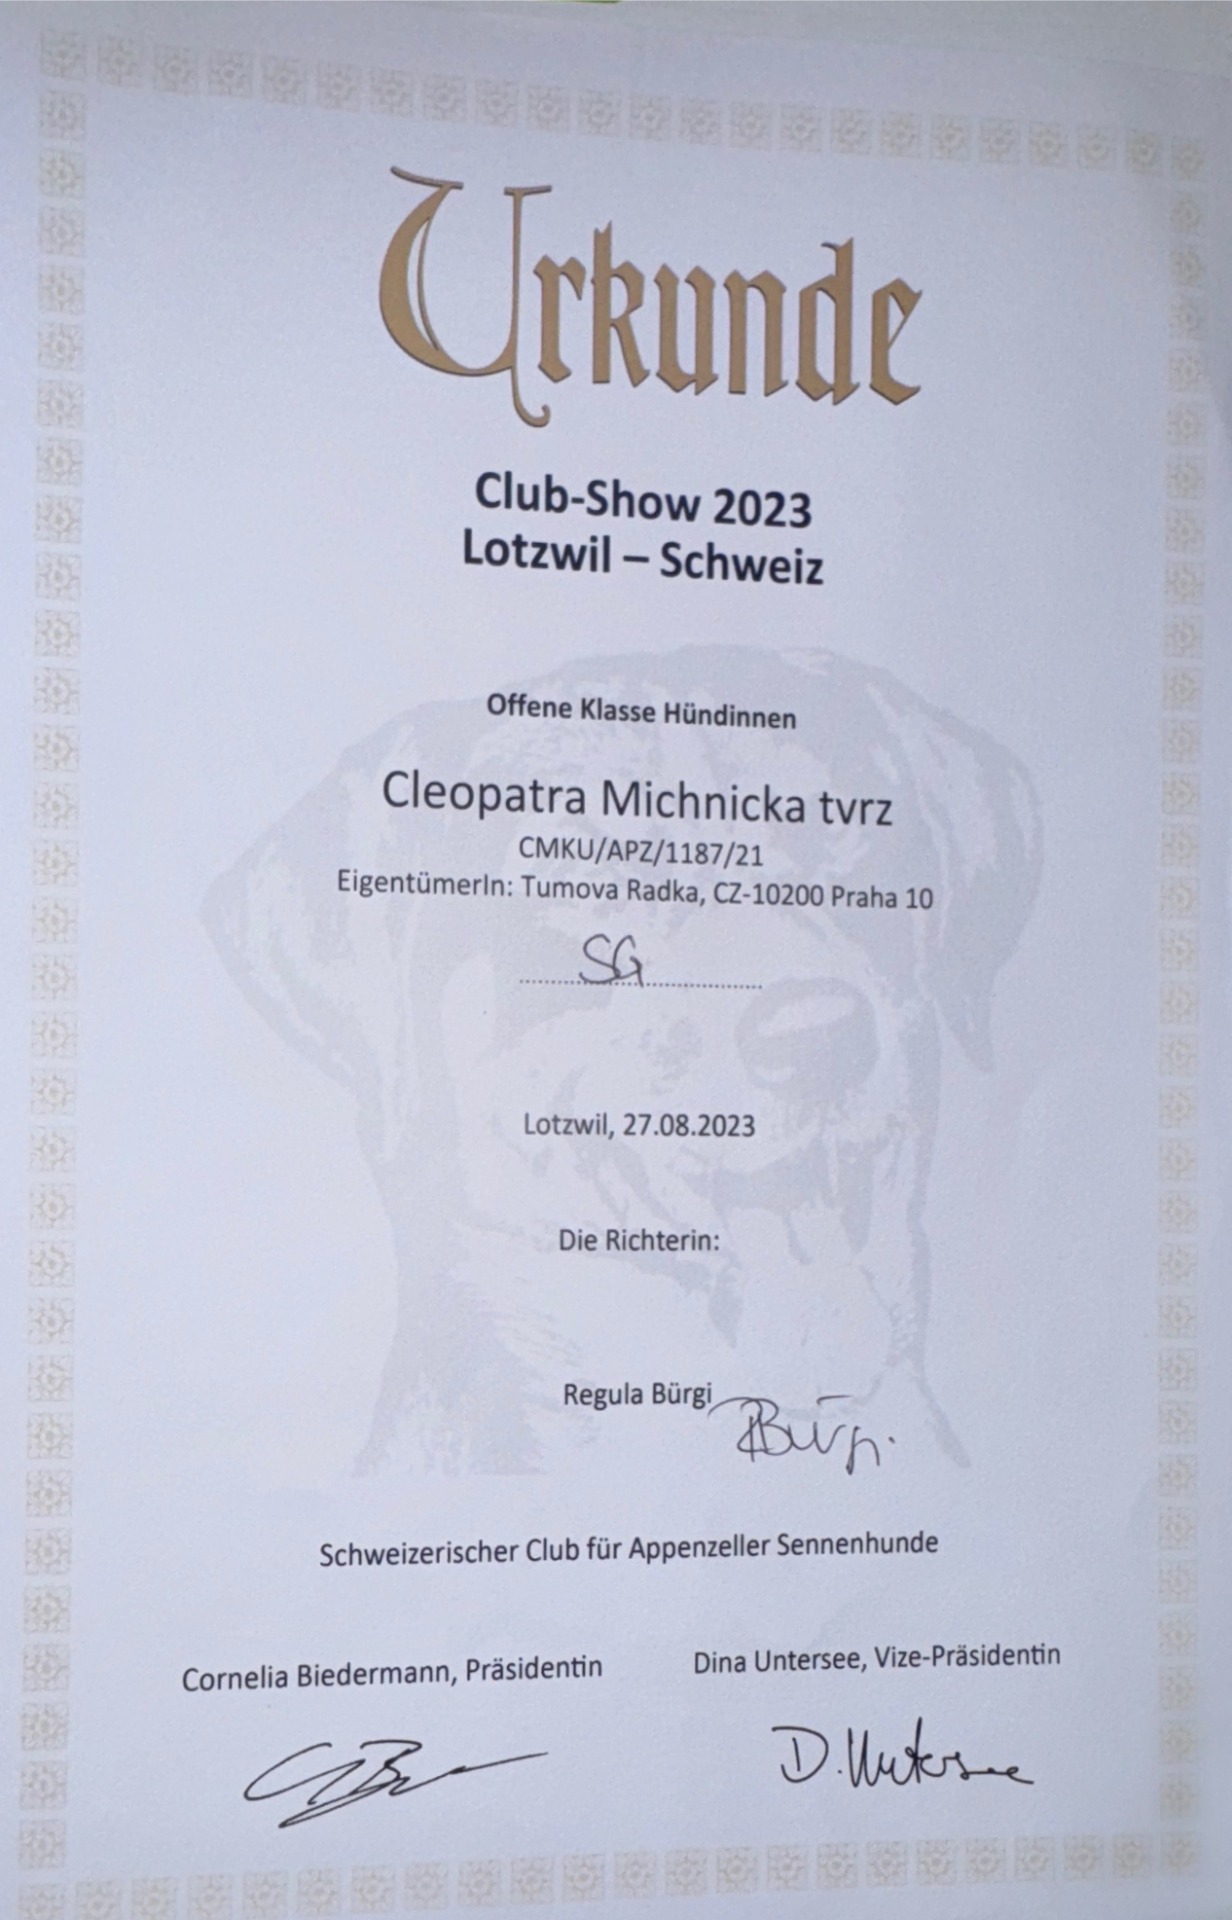 Urkunde
Club-Show 2023
Lotzwil – Schweiz
Offene Klasse Hündinnen
Cleopatra Michnicka tvrz
CMKU/APZ/1187/21
EigentümerIn: Tumova Radka, CZ-10200 Praha 10
SG
Lotzwil, 27.08.2023
Die Richterin:
Regula Bürgi
RBürgi
Schweizerischer Club für Appenzeller Sennenhunde
Cornelia Biedermann, Präsidentin
Dina Untersee, Vize-Präsidentin
D. Untersee